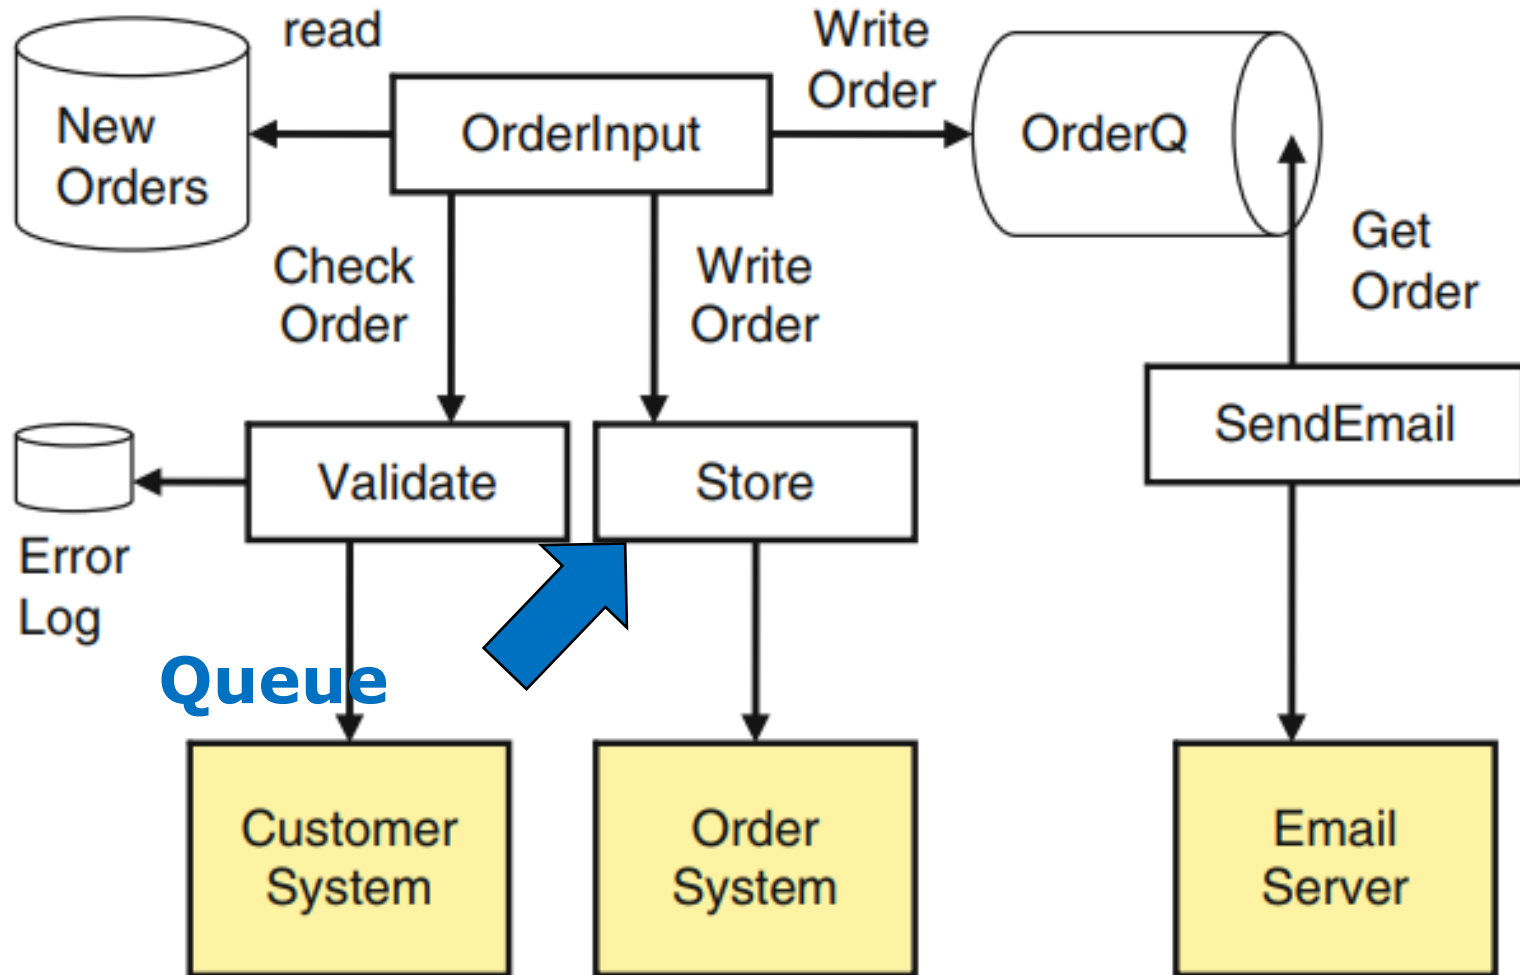 read
Write
Order
New
Orders
OrderInput
OrderQ
Check
Order
Write
Order
Get
Order
Validate
Store
SendEmail
Error
Log
Queue
Customer
System
Order
System
Email
Server